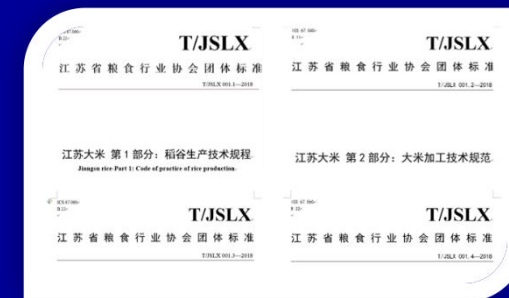 T/JSLX
江苏省粮食行业协会团体标准
T/JSLX 001.1—2018
江苏大米 第1部分：稻谷生产技术规程
Jiangsu rice-Part 1: Code of practice of rice production
T/JSLX
江苏省粮食行业协会团体标准
T/JSLX 001.2—2018
江苏大米 第2部分：大米加工技术规范
T/JSLX
江苏省粮食行业协会团体标准
T/JSLX 001.3—2018
T/JSLX
江苏省粮食行业协会团体标准
T/JSLX 001.4—2018